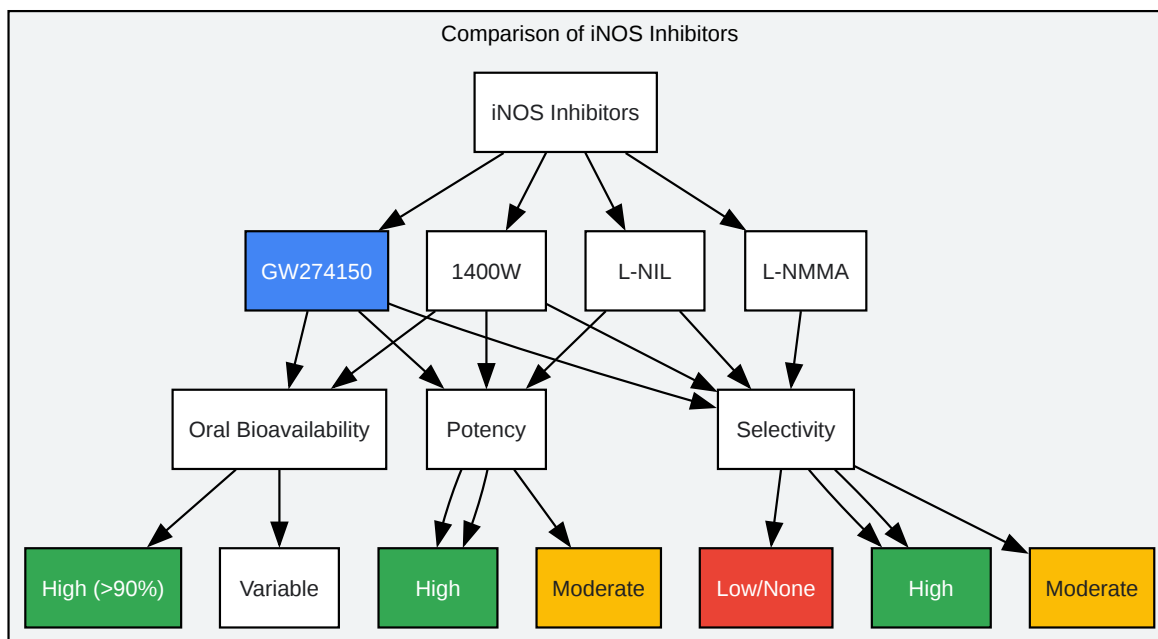 Comparison of iNOS Inhibitors
iNOS Inhibitors
GW274150
1400W
L-NIL
L-NMMA
Oral Bioavailability
Potency
Selectivity
High (>90%)
Variable
High
Moderate
Low/None
High
Moderate